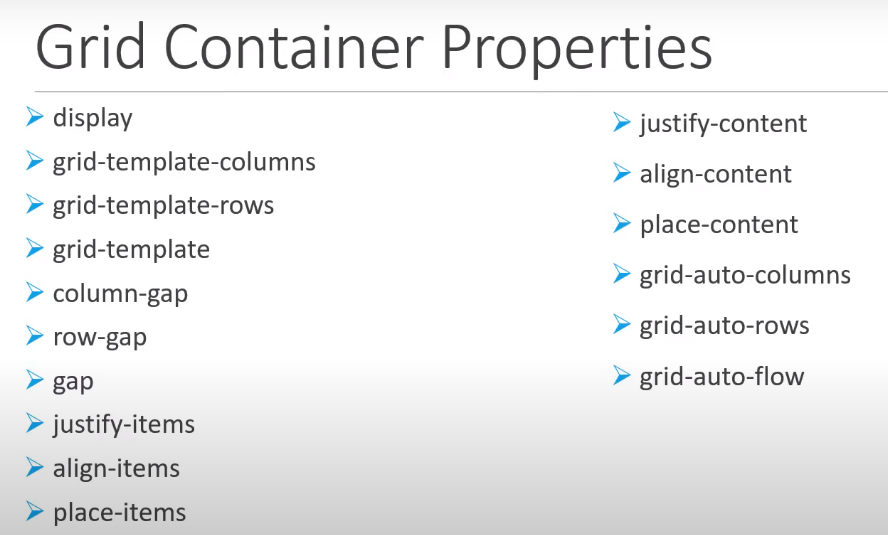 Grid Container Properties
display
grid-template-columns
grid-template-rows
grid-template
column-gap
row-gap
gap
justify-items
align-items
place-items
justify-content
align-content
place-content
grid-auto-columns
grid-auto-rows
grid-auto-flow